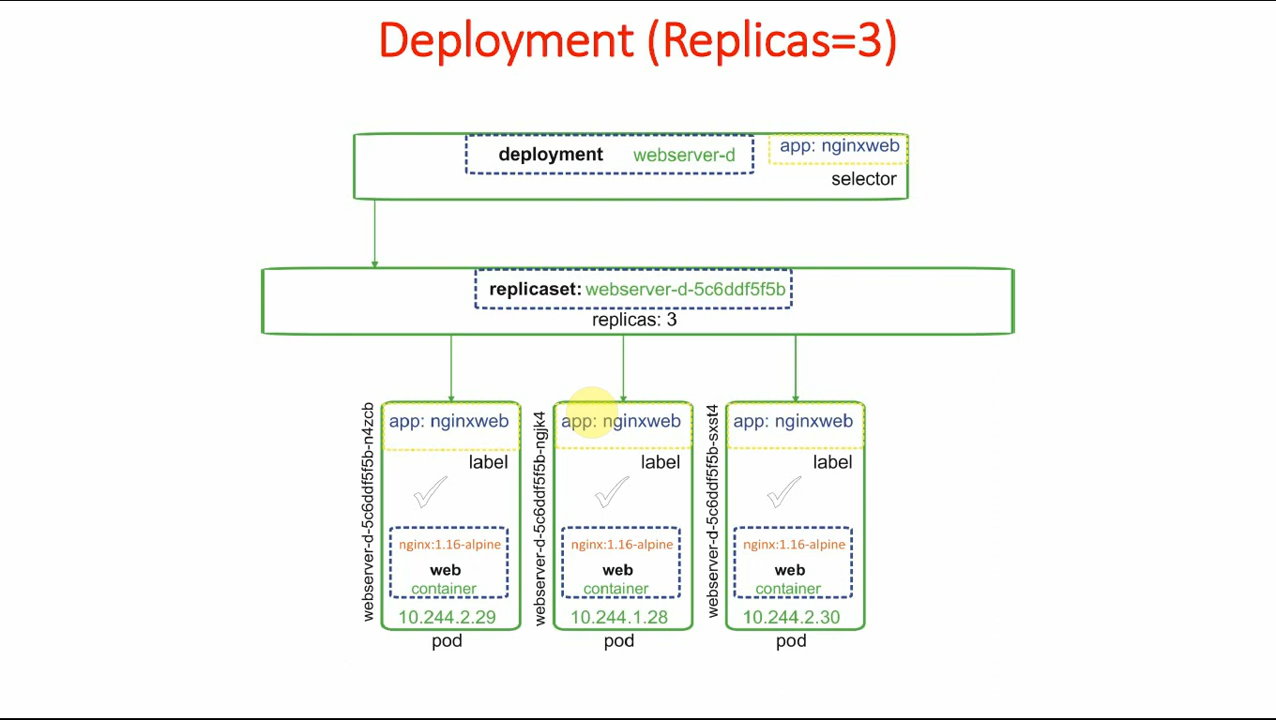 Deployment (Replicas=3)
deployment webserver-d
app: nginxweb
selector
replicaset: webserver-d-5c6ddf5f5b
replicas: 3
webserver-d-5c6ddf5f5b-n4zcb
app: nginxweb
label
nginx:1.16-alpine
web
container
10.244.2.29
pod
webserver-d-5c6ddf5f5b-ngjk4
app: nginxweb
label
nginx:1.16-alpine
web
container
10.244.1.28
pod
webserver-d-5c6ddf5f5b-sxst4
app: nginxweb
label
nginx:1.16-alpine
web
container
10.244.2.30
pod